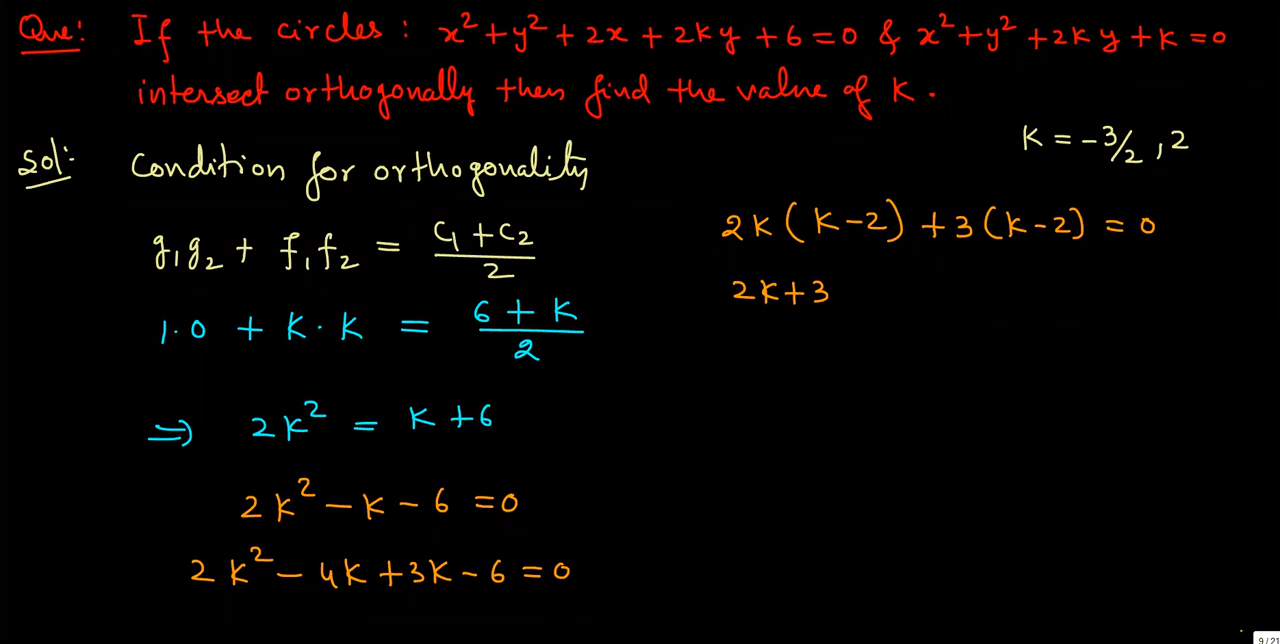 Que: If the circles : x² + y² + 2x + 2ky + 6 = 0 & x² + y² + 2ky + k = 0
intersect orthogonally then find the value of k .
Sol: Condition for orthogonality
g₁g₂ + f₁f₂ = (c₁ + c₂)/2
1·0 + k·k = (6 + k)/2
⇒ 2k² = k + 6
2k² - k - 6 = 0
2k² - 4k + 3k - 6 = 0
k = -3/2 , 2
2k (k-2) + 3 (k-2) = 0
2k + 3
9 / 21